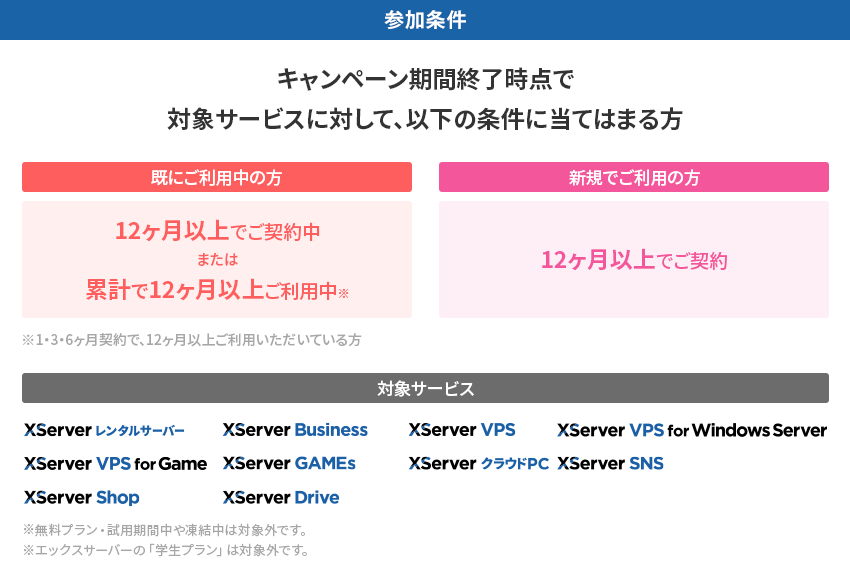 参加条件
キャンペーン期間終了時点で
対象サービスに対して、以下の条件に当てはまる方
既にご利用中の方
12ヶ月以上でご契約中
または
累計で12ヶ月以上ご利用中※
※1・3・6ヶ月契約で、12ヶ月以上ご利用いただいている方
新規でご利用の方
12ヶ月以上でご契約
対象サービス
XServer レンタルサーバー
XServer Business
XServer VPS
XServer VPS for Windows Server
XServer VPS for Game
XServer GAMEs
XServer クラウドPC
XServer SNS
XServer Shop
XServer Drive
※無料プラン・試用期間中や凍結中は対象外です。
※エックスサーバーの「学生プラン」は対象外です。